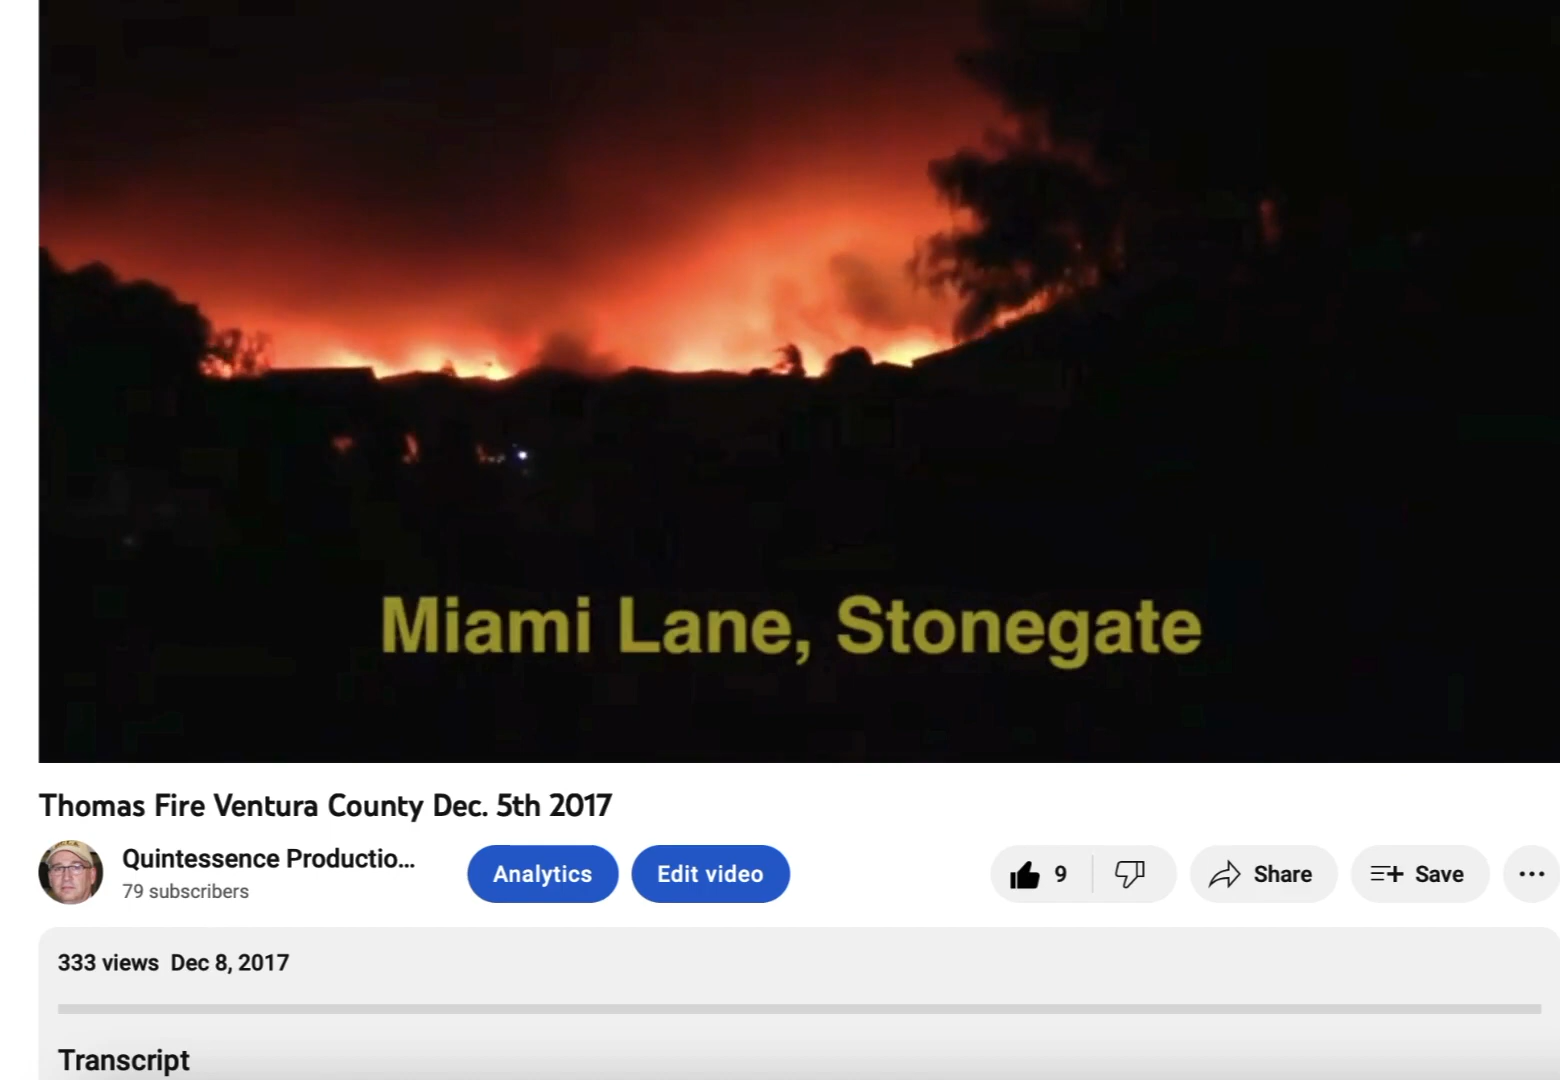 Miami Lane, Stonegate
Thomas Fire Ventura County Dec. 5th 2017
Quintessence Productio...
79 subscribers
Analytics
Edit video
9
Share
Save
333 views Dec 8, 2017
Transcript